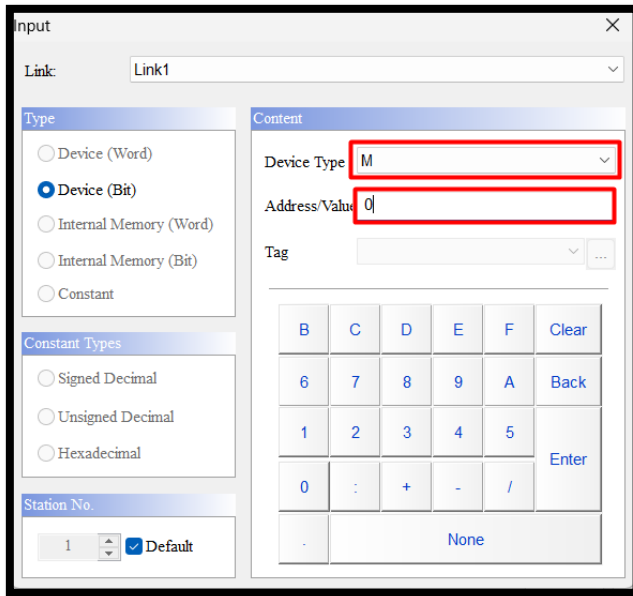 Input
Link:
Link1
Type
Device (Word)
Device (Bit)
Internal Memory (Word)
Internal Memory (Bit)
Constant
Constant Types
Signed Decimal
Unsigned Decimal
Hexadecimal
Station No.
1
Default
Content
Device Type
M
Address/Value
0
Tag
...
B C D E F Clear
6 7 8 9 A Back
1 2 3 4 5
Enter
0 : + - /
. None